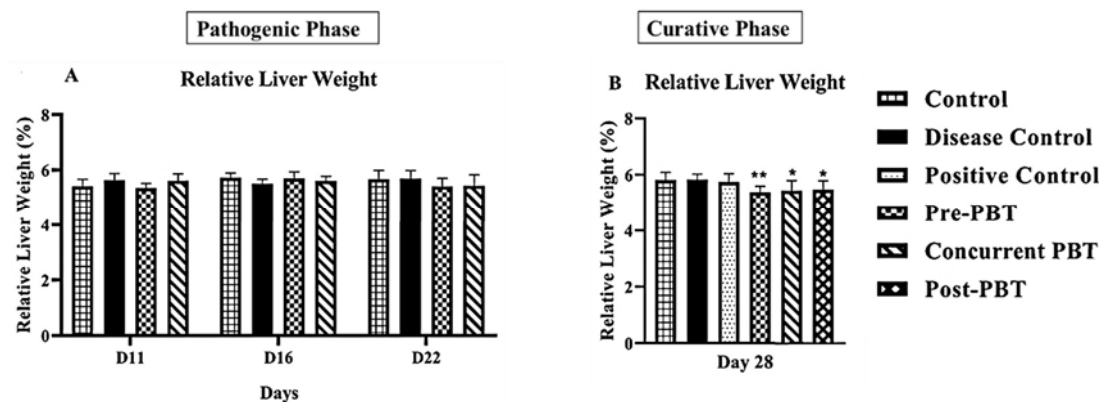 Pathogenic Phase
Curative Phase
A
Relative Liver Weight
Relative Liver Weight (%)
8
6
4
2
0
D11
D16
D22
Days
B
Relative Liver Weight
Relative Liver Weight (%)
8
6
4
2
0
**
*
*
Day 28
Control
Disease Control
Positive Control
Pre-PBT
Concurrent PBT
Post-PBT